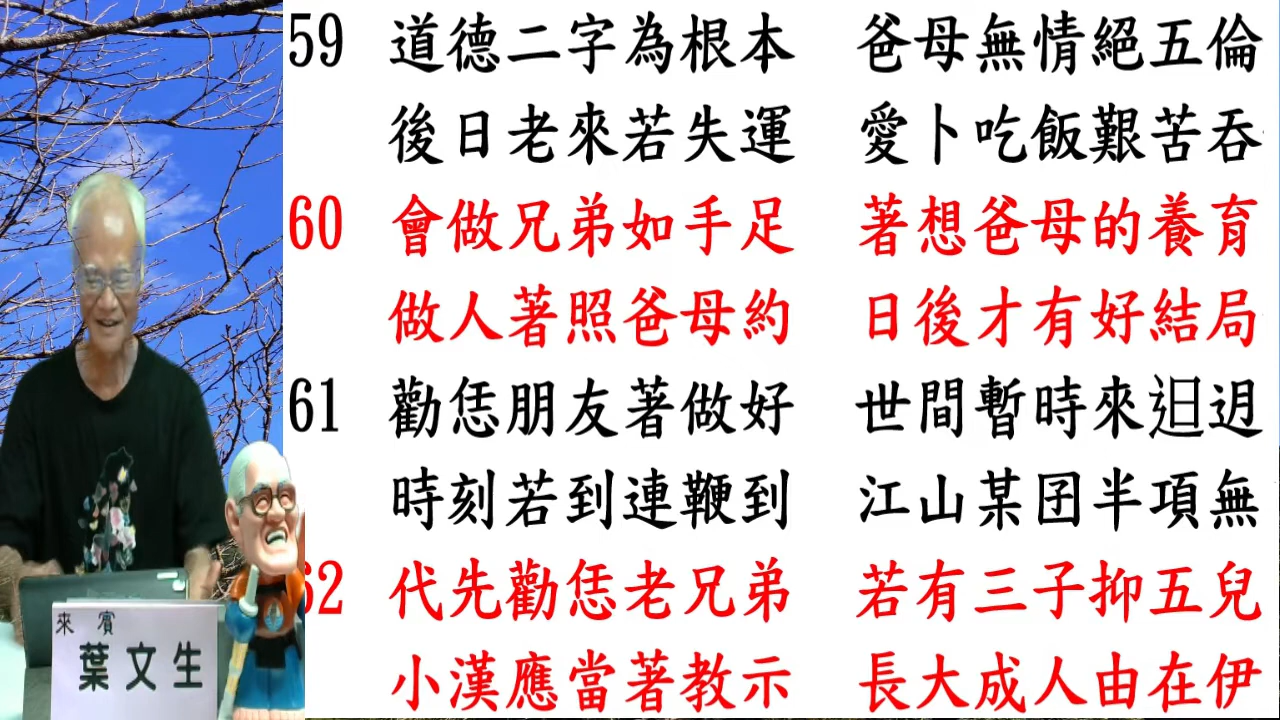 59 道德二字為根本 爸母無情絕五倫
後日老來若失運 愛卜吃飯艱苦吞
60 會做兄弟如手足 著想爸母的養育
做人著照爸母約 日後才有好結局
61 勸恁朋友著做好 世間暫時來𨑨迌
時刻若到連鞭到 江山某囝半項無
62 代先勸恁老兄弟 若有三子抑五兒
小漢應當著教示 長大成人由在伊
來賓
葉文生